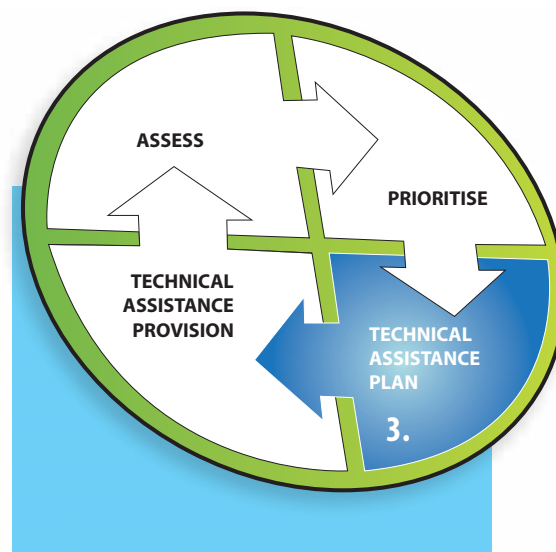 ASSESS
PRIORITISE
TECHNICAL
ASSISTANCE
PROVISION
TECHNICAL
ASSISTANCE
PLAN
3.